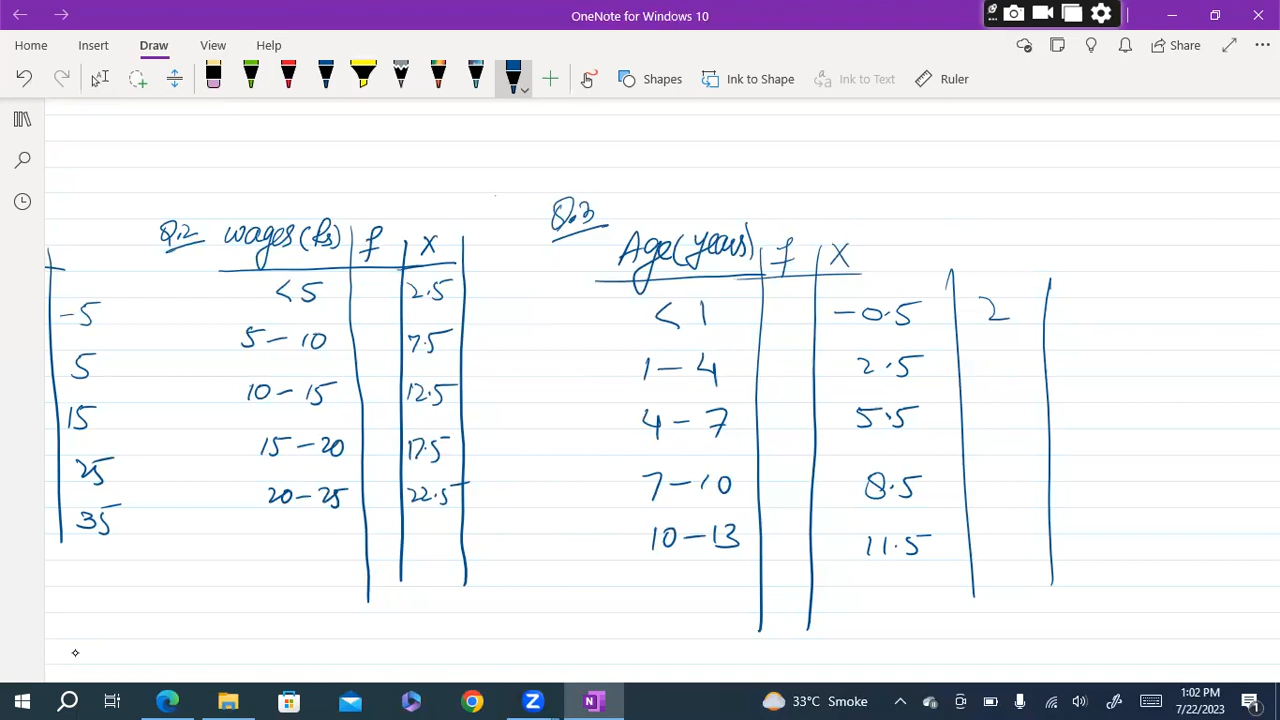 OneNote for Windows 10
Home Insert Draw View Help
Share
Shapes
Ink to Shape
Ink to Text
Ruler
-5
5
15
25
35
Q.2 wages(Rs) f X
<5 2.5
5-10 7.5
10-15 12.5
15-20 17.5
20-25 22.5
Q.3
Age(years) f X
<1 -0.5 2
1-4 2.5
4-7 5.5
7-10 8.5
10-13 11.5
33°C Smoke
1:02 PM
7/22/2023
1